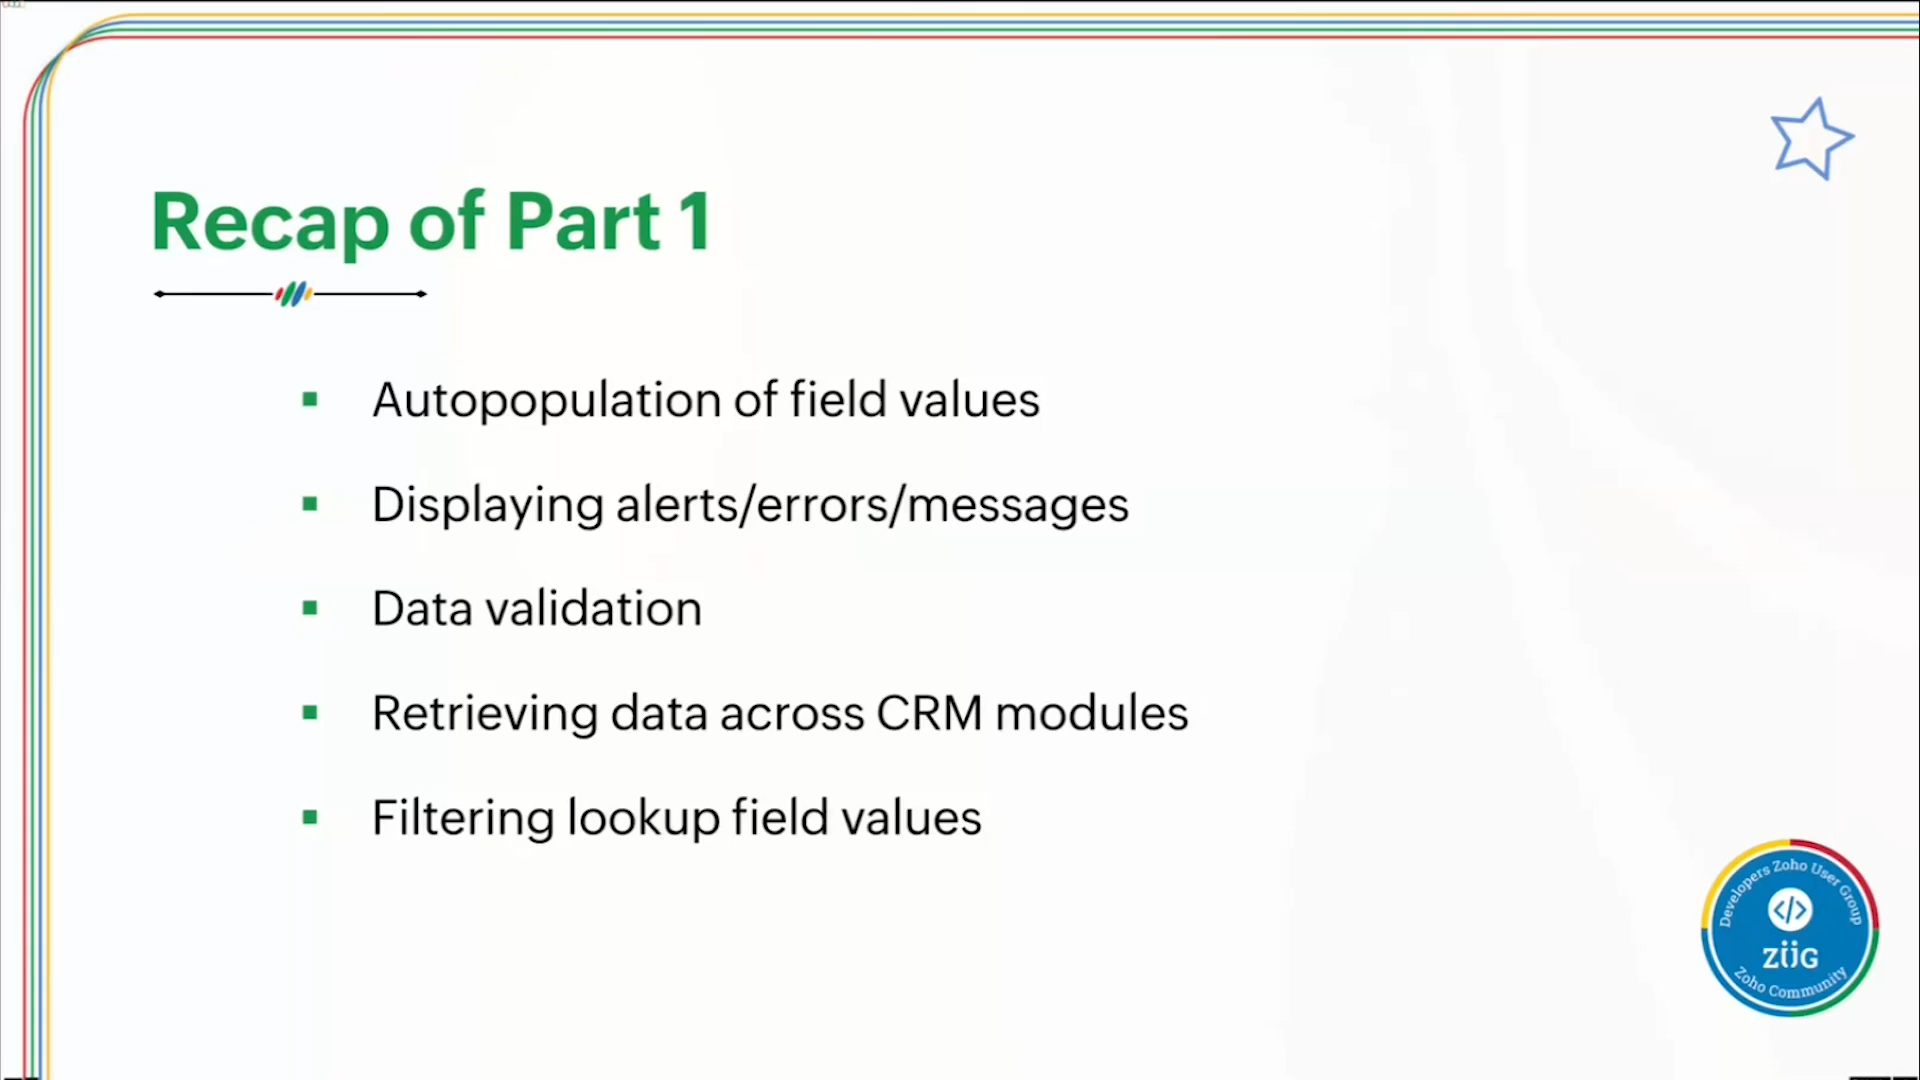 Recap of Part 1
Autopopulation of field values
Displaying alerts/errors/messages
Data validation
Retrieving data across CRM modules
Filtering lookup field values
Developers Zoho User Group
</>
ZÜG
Zoho Community